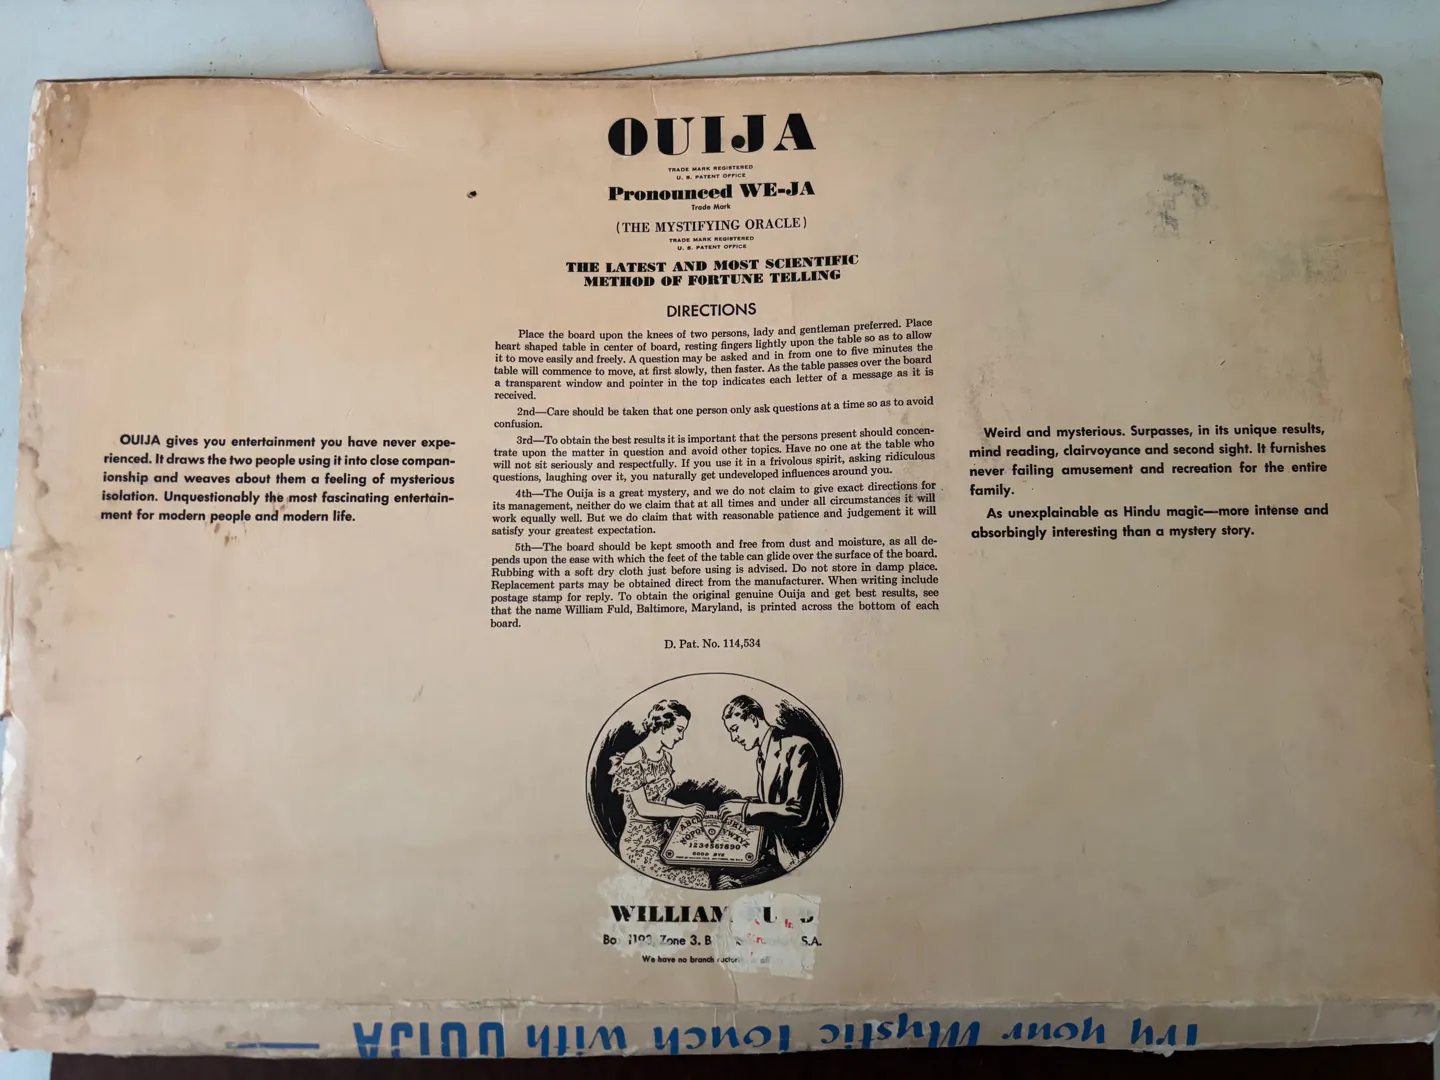 OUIJA
TRADE MARK REGISTERED
U. S. PATENT OFFICE
Pronounced WE-JA
Trade Mark
(THE MYSTIFYING ORACLE)
TRADE MARK REGISTERED
U. S. PATENT OFFICE
THE LATEST AND MOST SCIENTIFIC
METHOD OF FORTUNE TELLING
DIRECTIONS
Place the board upon the knees of two persons, lady and gentleman preferred. Place
heart shaped table in center of board, resting fingers lightly upon the table so as to allow
it to move easily and freely. A question may be asked and in from one to five minutes the
table will commence to move, at first slowly, then faster. As the table passes over the board
a transparent window and pointer in the top indicates each letter of a message as it is
received.
2nd—Care should be taken that one person only ask questions at a time so as to avoid
confusion.
3rd—To obtain the best results it is important that the persons present should concen-
trate upon the matter in question and avoid other topics. Have no one at the table who
will not sit seriously and respectfully. If you use it in a frivolous spirit, asking ridiculous
questions, laughing over it, you naturally get undeveloped influences around you.
4th—The Ouija is a great mystery, and we do not claim to give exact directions for
its management, neither do we claim that at all times and under all circumstances it will
work equally well. But we do claim that with reasonable patience and judgement it will
satisfy your greatest expectation.
5th—The board should be kept smooth and free from dust and moisture, as all de-
pends upon the ease with which the feet of the table can glide over the surface of the board.
Rubbing with a soft dry cloth just before using is advised. Do not store in damp place.
Replacement parts may be obtained direct from the manufacturer. When writing include
postage stamp for reply. To obtain the original genuine Ouija and get best results, see
that the name William Fuld, Baltimore, Maryland, is printed across the bottom of each
board.
D. Pat. No. 114,534
OUIJA gives you entertainment you have never expe-
rienced. It draws the two people using it into close compan-
ionship and weaves about them a feeling of mysterious
isolation. Unquestionably the most fascinating entertain-
ment for modern people and modern life.
Weird and mysterious. Surpasses, in its unique results,
mind reading, clairvoyance and second sight. It furnishes
never failing amusement and recreation for the entire
family.
As unexplainable as Hindu magic—more intense and
absorbingly interesting than a mystery story.
1234567890
GOOD BYE
WILLIAM
Zone 3. S.A.
We have no branch
Try your Mystic Touch with OUIJA